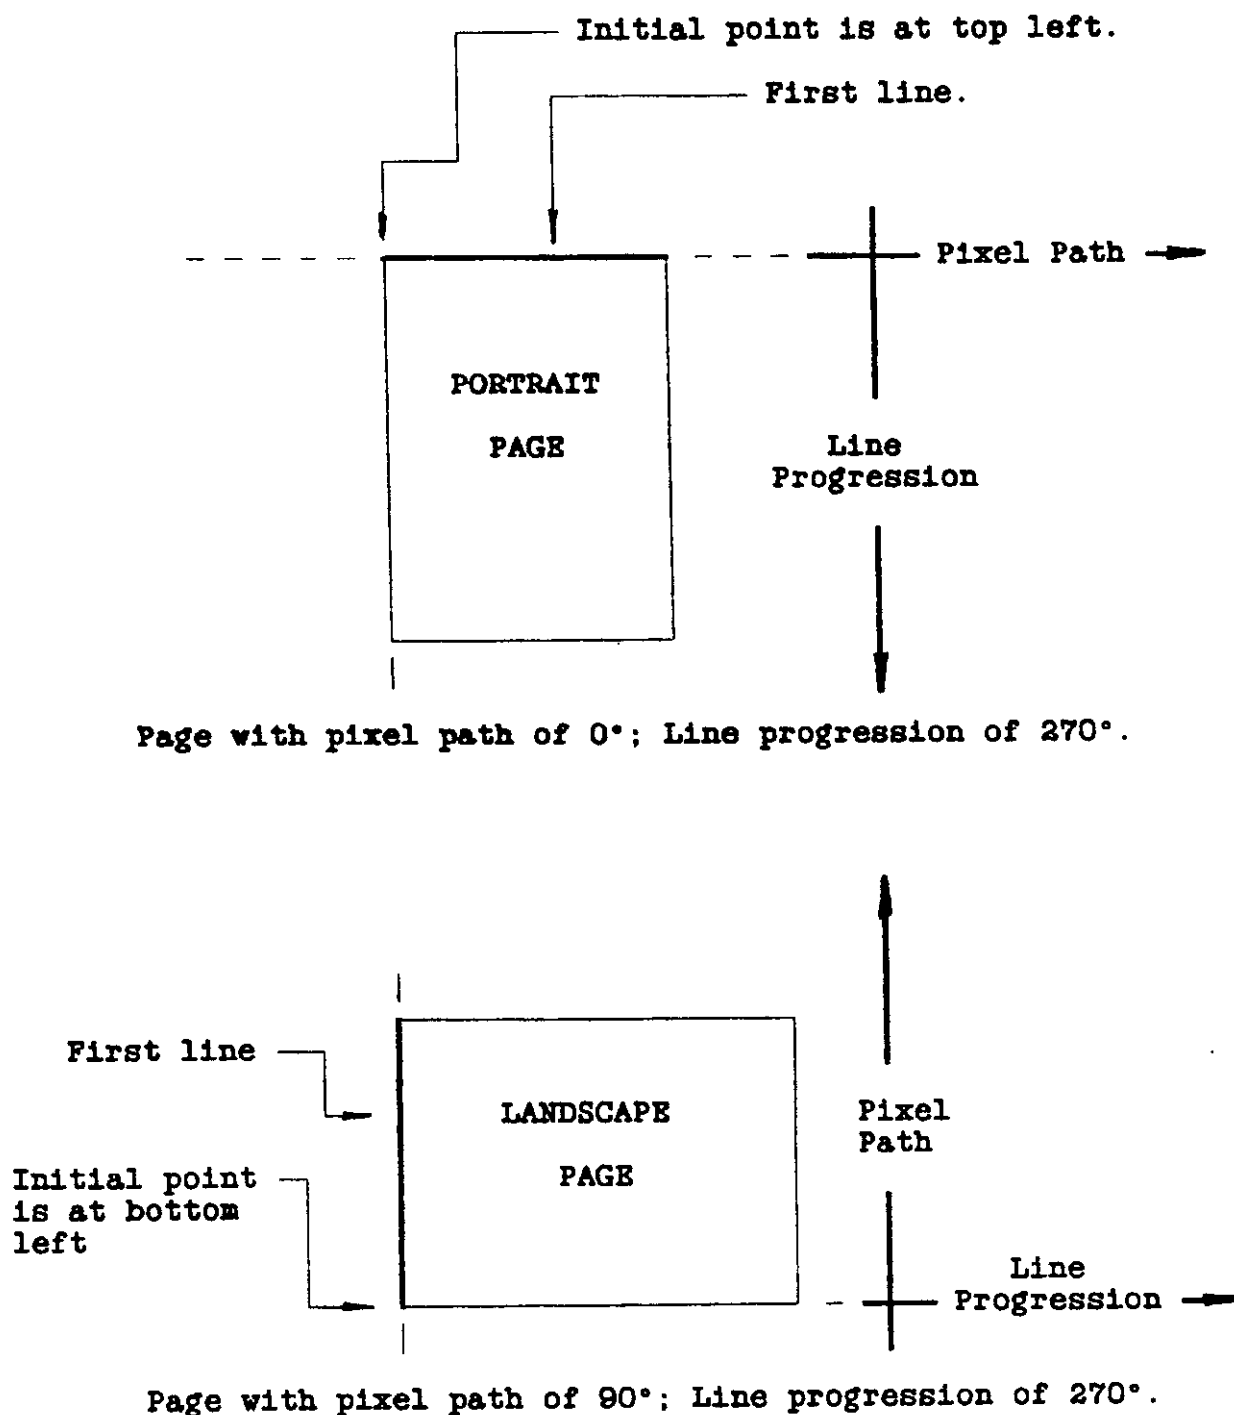 Initial point is at top left.
First line.
Pixel Path
PORTRAIT
PAGE
Line
Progression
Page with pixel path of 0°; Line progression of 270°.
First line
LANDSCAPE
PAGE
Pixel
Path
Initial point
is at bottom
left
Line
Progression
Page with pixel path of 90°; Line progression of 270°.